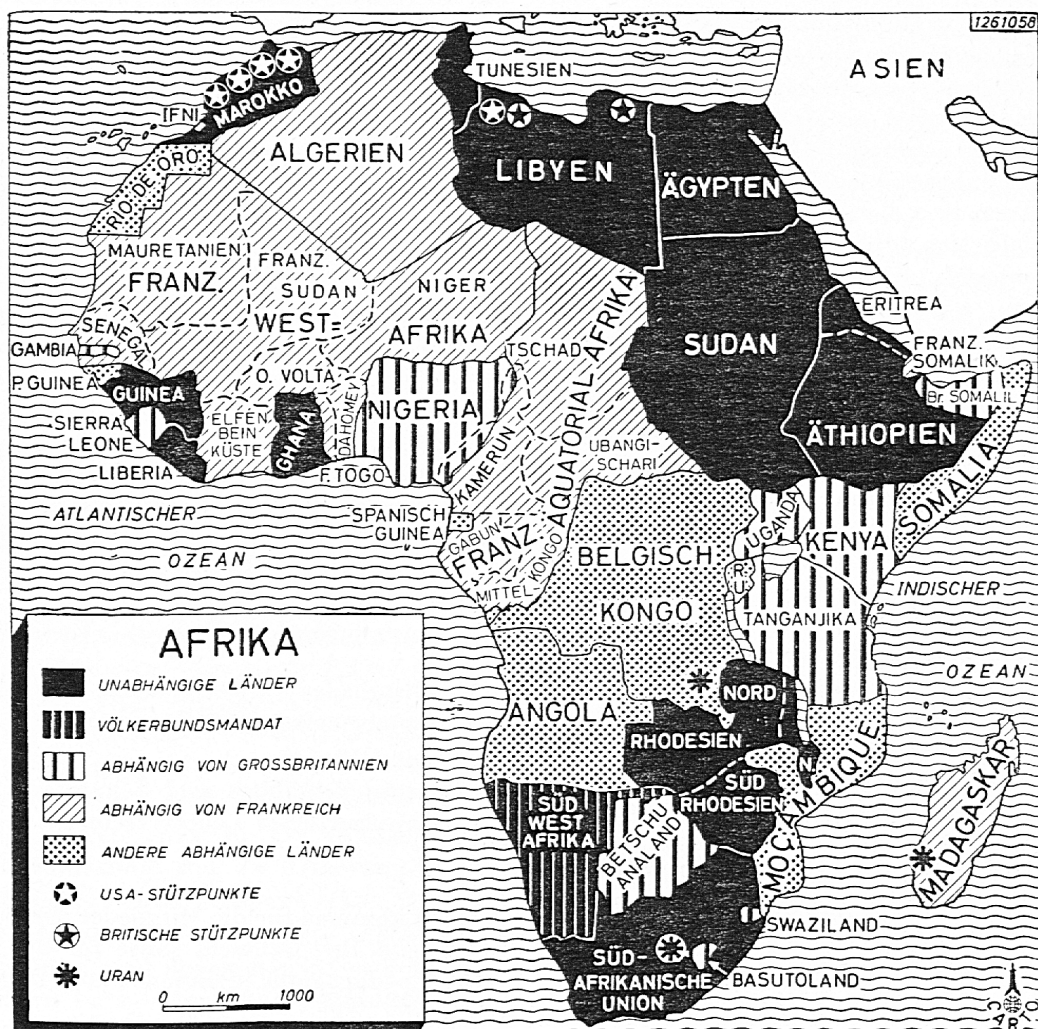 1261058
ASIEN
TUNESIEN
IFNI
MAROKKO
ALGERIEN
LIBYEN
ÄGYPTEN
RIO DE ORO
MAURETANIEN
FRANZ.
FRANZ.
SUDAN
NIGER
WEST=
AFRIKA
SENEGAL
GAMBIA
P. GUINEA
GUINEA
O. VOLTA
TSCHAD
SUDAN
ERITREA
FRANZ.
SOMALIK.
Br. SOMALIL.
SIERRA
LEONE
LIBERIA
ELFEN
BEIN
KÜSTE
GHANA
DAHOMEY
F. TOGO
NIGERIA
KAMERUN
UBANGI-
SCHARI
ÄQUATORIAL AFRIKA
ÄTHIOPIEN
SOMALIA
ATLANTISCHER
OZEAN
SPANISCH
GUINEA
GABUN
FRANZ.
MITTEL
KONGO
BELGISCH
KONGO
UGANDA
KENYA
R.
U.
TANGANJIKA
INDISCHER
OZEAN
ANGOLA
NORD
RHODESIEN
N.
SÜD
RHODESIEN
MOÇAMBIQUE
MADAGASKAR
SÜD
WEST
AFRIKA
BETSCHU
ANALAND
SWAZILAND
SÜD-
AFRIKANISCHE
UNION
BASUTOLAND
AFRIKA
UNABHÄNGIGE LÄNDER
VÖLKERBUNDSMANDAT
ABHÄNGIG VON GROSSBRITANNIEN
ABHÄNGIG VON FRANKREICH
ANDERE ABHÄNGIGE LÄNDER
USA-STÜTZPUNKTE
BRITISCHE STÜTZPUNKTE
URAN
0 km 1000
CARTO